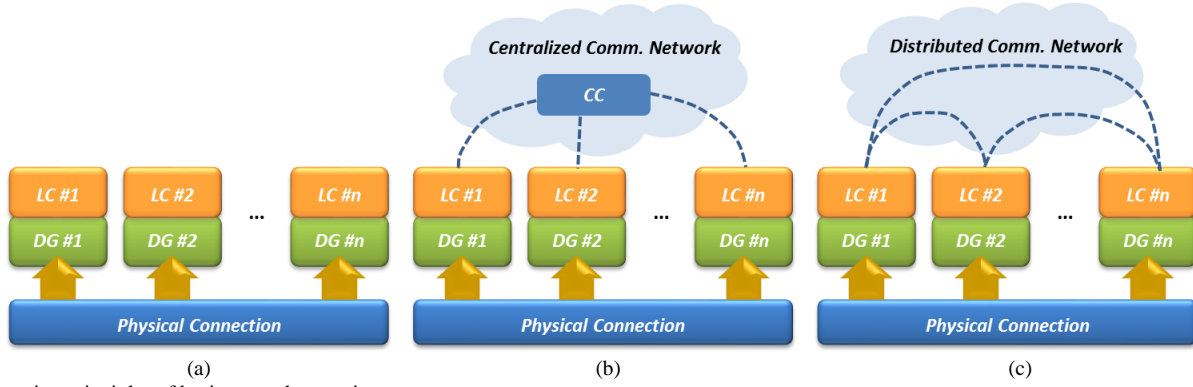 Centralized Comm. Network
Distributed Comm. Network
CC
LC #1 LC #2 LC #n LC #1 LC #2 LC #n LC #1 LC #2 LC #n
... ... ...
DG #1 DG #2 DG #n DG #1 DG #2 DG #n DG #1 DG #2 DG #n
Physical Connection Physical Connection Physical Connection
(a) (b) (c)